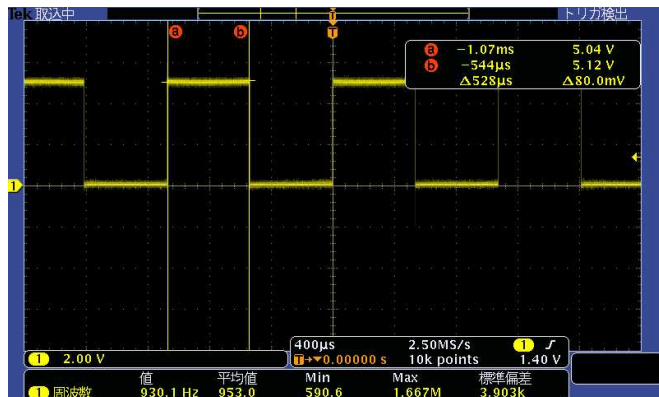 Tek 取込中 トリガ検出
T
a b
T
a −1.07ms 5.04 V
b −544μs 5.12 V
Δ528μs Δ80.0mV
1
1 2.00 V
400μs 2.50MS/s 1
T→▼0.00000 s 10k points 1.40 V
値 平均値 Min Max 標準偏差
1 周波数 930.1 Hz 953.0 590.6 1.667M 3.903k